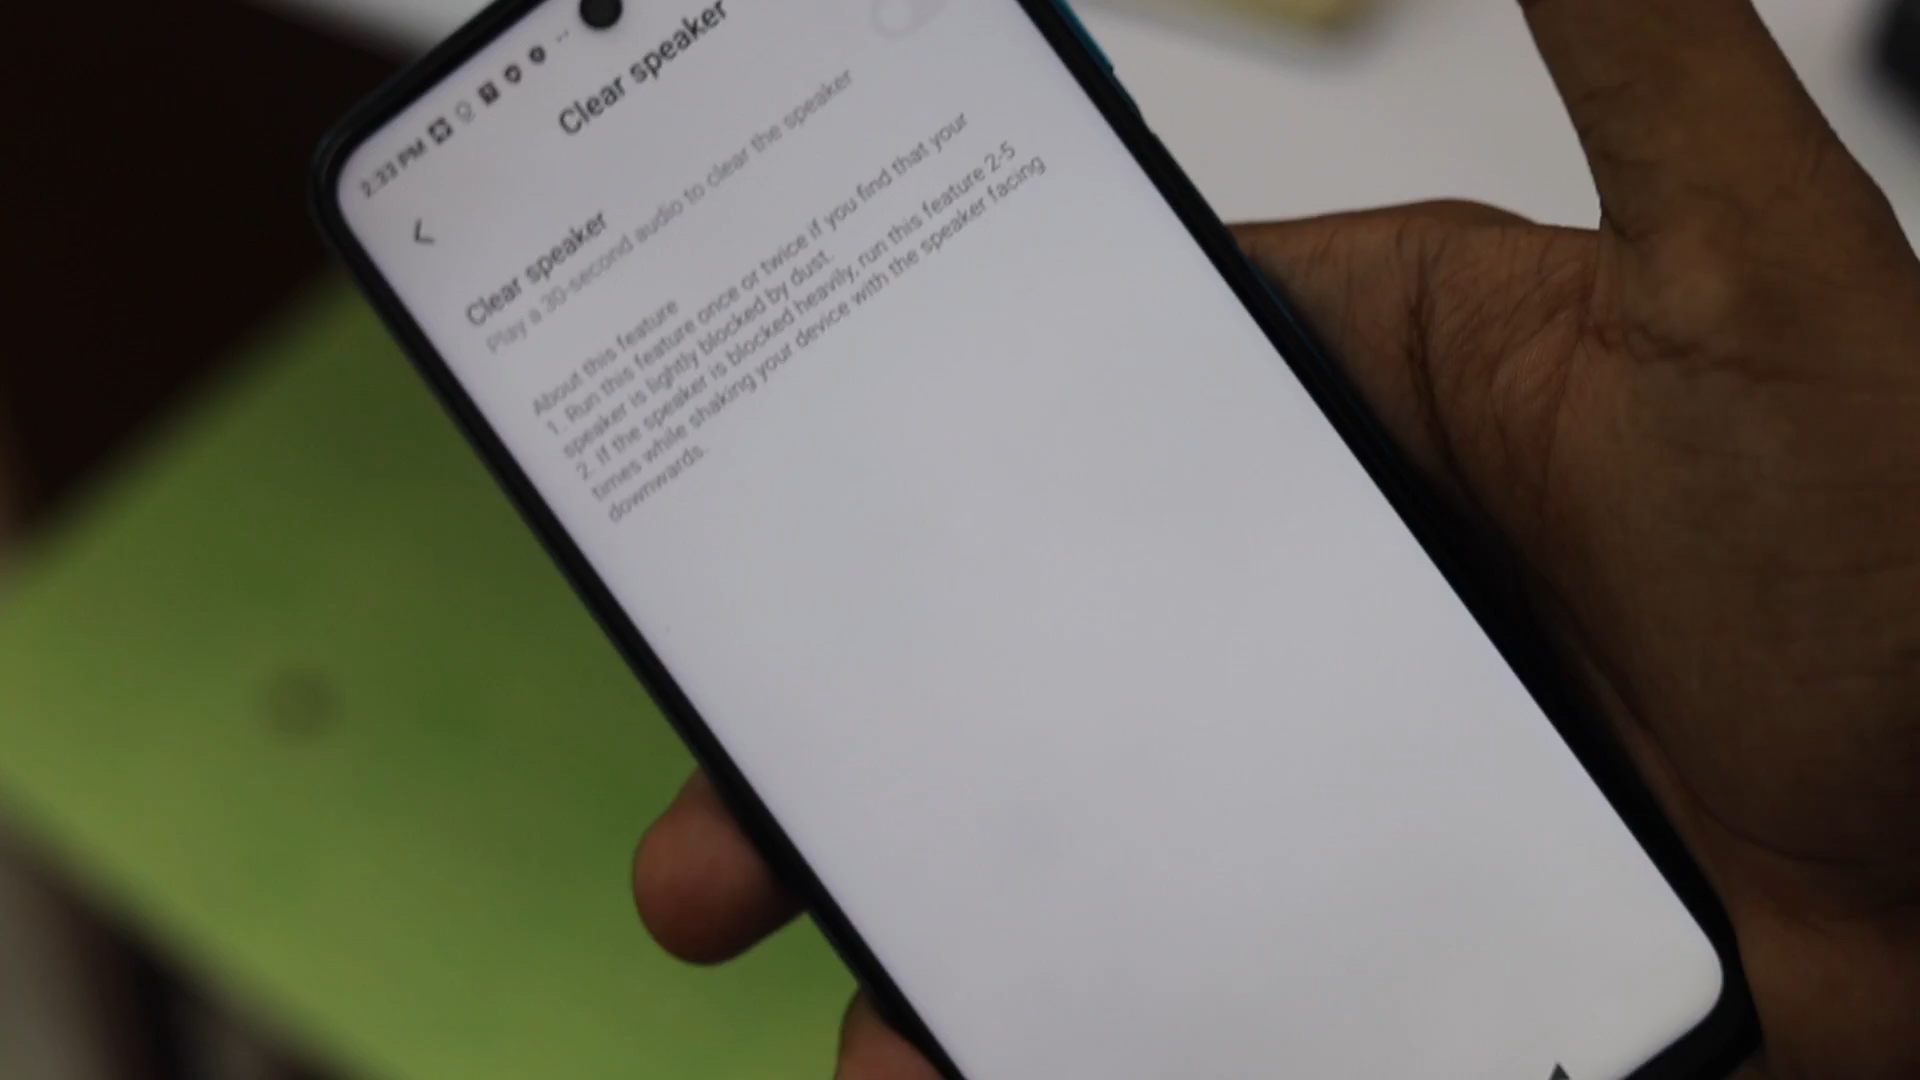 2:33 PM
Clear speaker
Clear speaker
Play a 30-second audio to clear the speaker
About this feature
1. Run this feature once or twice if you find that your
speaker is lightly blocked by dust.
2. If the speaker is blocked heavily, run this feature 2-5
times while shaking your device with the speaker facing
downwards.